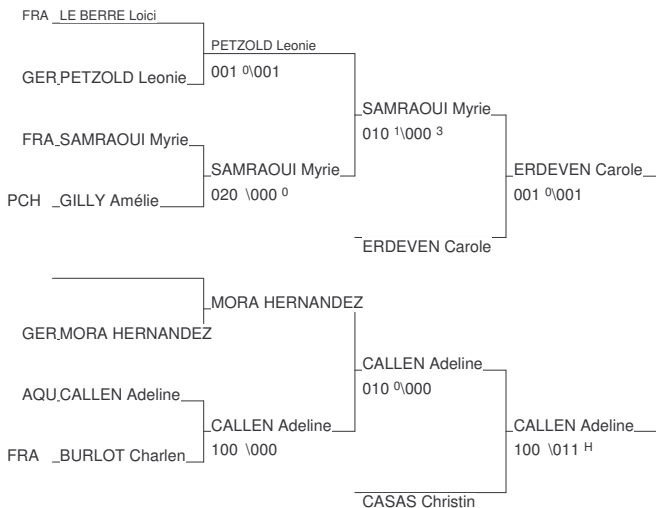 FRA LE BERRE Loici
PETZOLD Leonie
001 0\001
GER PETZOLD Leonie
SAMRAOUI Myrie
010 1\000 3
FRA SAMRAOUI Myrie
SAMRAOUI Myrie
020 \000 0
ERDEVEN Carole
001 0\001
PCH GILLY Amélie
ERDEVEN Carole
MORA HERNANDEZ
GER MORA HERNANDEZ
CALLEN Adeline
010 0\000
AQU CALLEN Adeline
CALLEN Adeline
100 \000
CALLEN Adeline
100 \011 H
FRA BURLOT Charlen
CASAS Christin